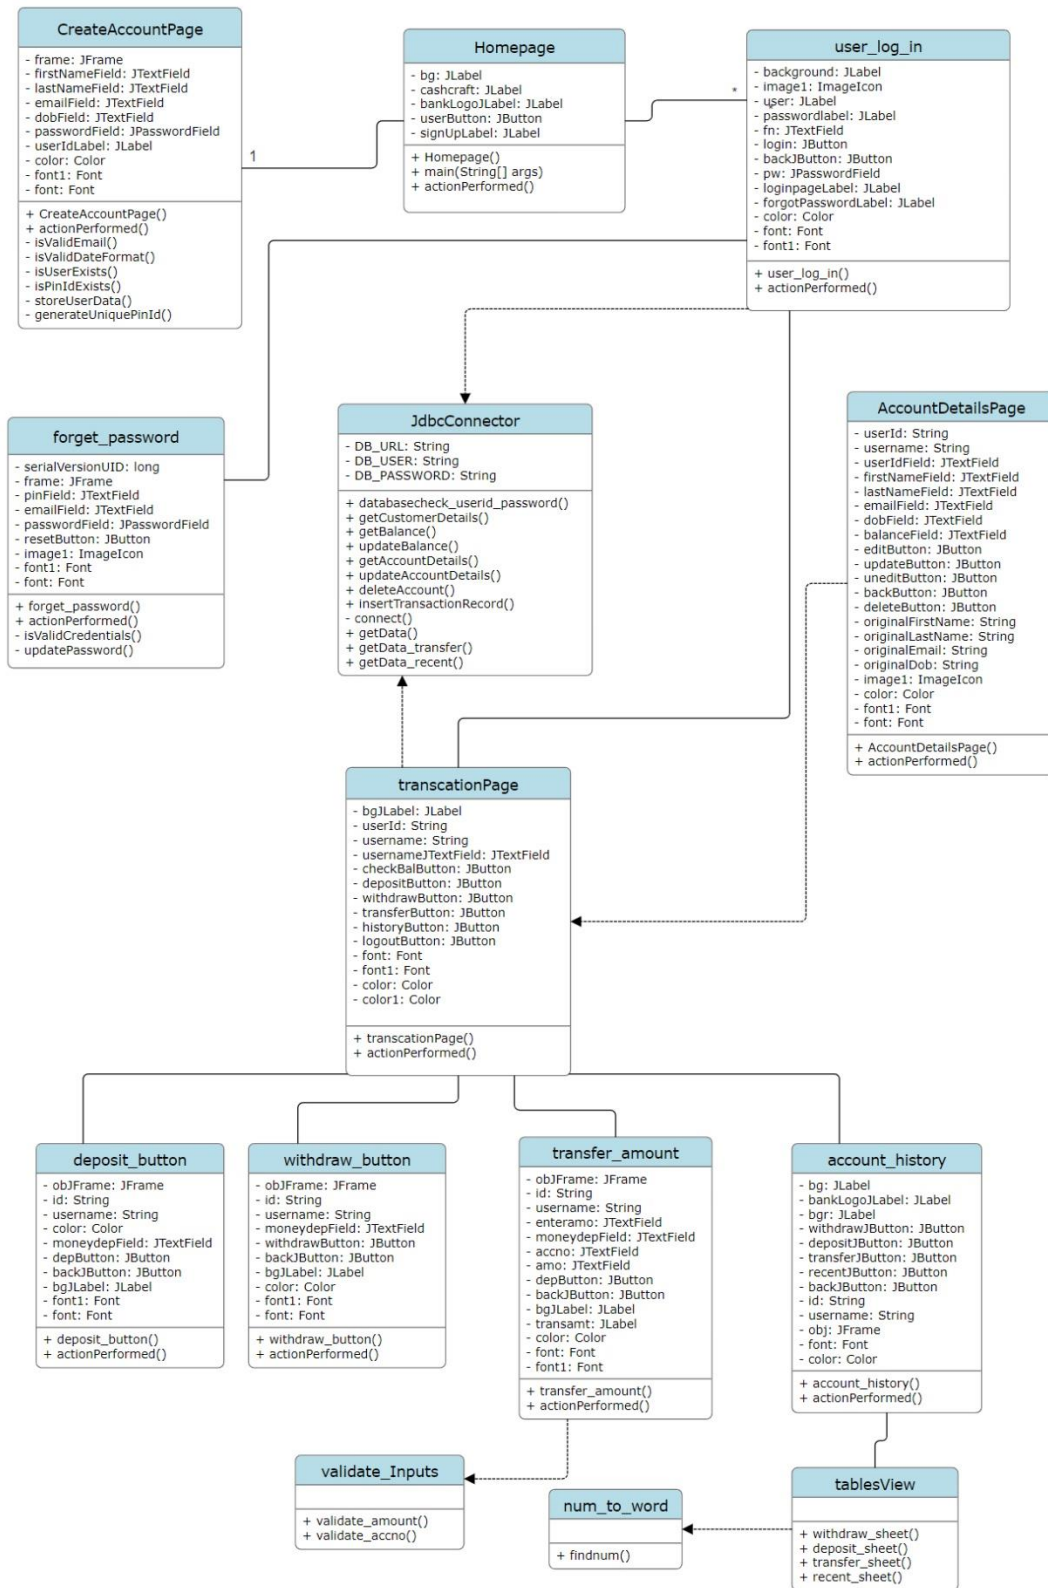 CreateAccountPage
- frame: JFrame
- firstNameField: JTextField
- lastNameField: JTextField
- emailField: JTextField
- dobField: JTextField
- passwordField: JPasswordField
- userIdLabel: JLabel
- color: Color
- font1: Font
- font: Font
+ CreateAccountPage()
+ actionPerformed()
- isValidEmail()
- isValidDateFormat()
- isUserExists()
- isPinIdExists()
- storeUserData()
- generateUniquePinId()
1
Homepage
- bg: JLabel
- cashcraft: JLabel
- bankLogoJLabel: JLabel
- userButton: JButton
- signUpLabel: JLabel
+ Homepage()
+ main(String[] args)
+ actionPerformed()
*
user_log_in
- background: JLabel
- image1: ImageIcon
- user: JLabel
- passwordlabel: JLabel
- fn: JTextField
- login: JButton
- backJButton: JButton
- pw: JPasswordField
- loginpageLabel: JLabel
- forgotPasswordLabel: JLabel
- color: Color
- font: Font
- font1: Font
+ user_log_in()
+ actionPerformed()
forget_password
- serialVersionUID: long
- frame: JFrame
- pinField: JTextField
- emailField: JTextField
- passwordField: JPasswordField
- resetButton: JButton
- image1: ImageIcon
- font1: Font
- font: Font
+ forget_password()
+ actionPerformed()
- isValidCredentials()
- updatePassword()
JdbcConnector
- DB_URL: String
- DB_USER: String
- DB_PASSWORD: String
+ databasecheck_userid_password()
+ getCustomerDetails()
+ getBalance()
+ updateBalance()
+ getAccountDetails()
+ updateAccountDetails()
+ deleteAccount()
+ insertTransactionRecord()
- connect()
+ getData()
+ getData_transfer()
+ getData_recent()
AccountDetailsPage
- userId: String
- username: String
- userIdField: JTextField
- firstNameField: JTextField
- lastNameField: JTextField
- emailField: JTextField
- dobField: JTextField
- balanceField: JTextField
- editButton: JButton
- updateButton: JButton
- uneditButton: JButton
- backButton: JButton
- deleteButton: JButton
- originalFirstName: String
- originalLastName: String
- originalEmail: String
- originalDob: String
- image1: ImageIcon
- color: Color
- font1: Font
- font: Font
+ AccountDetailsPage()
+ actionPerformed()
transcationPage
- bgJLabel: JLabel
- userId: String
- username: String
- usernameJTextField: JTextField
- checkBalButton: JButton
- depositButton: JButton
- withdrawButton: JButton
- transferButton: JButton
- historyButton: JButton
- logoutButton: JButton
- font: Font
- font1: Font
- color: Color
- color1: Color
+ transcationPage()
+ actionPerformed()
deposit_button
- objFrame: JFrame
- id: String
- username: String
- color: Color
- moneydepField: JTextField
- depButton: JButton
- backJButton: JButton
- bgJLabel: JLabel
- font1: Font
- font: Font
+ deposit_button()
+ actionPerformed()
withdraw_button
- objFrame: JFrame
- id: String
- username: String
- moneydepField: JTextField
- withdrawButton: JButton
- backJButton: JButton
- bgJLabel: JLabel
- color: Color
- font1: Font
- font: Font
+ withdraw_button()
+ actionPerformed()
transfer_amount
- objFrame: JFrame
- id: String
- username: String
- enteramo: JTextField
- moneydepField: JTextField
- accno: JTextField
- amo: JTextField
- depButton: JButton
- backJButton: JButton
- bgJLabel: JLabel
- transamt: JLabel
- color: Color
- font: Font
- font1: Font
+ transfer_amount()
+ actionPerformed()
account_history
- bg: JLabel
- bankLogoJLabel: JLabel
- bgr: JLabel
- withdrawJButton: JButton
- depositJButton: JButton
- transferJButton: JButton
- recentJButton: JButton
- backJButton: JButton
- id: String
- username: String
- obj: JFrame
- font: Font
- color: Color
+ account_history()
+ actionPerformed()
validate_Inputs
+ validate_amount()
+ validate_accno()
num_to_word
+ findnum()
tablesView
+ withdraw_sheet()
+ deposit_sheet()
+ transfer_sheet()
+ recent_sheet()